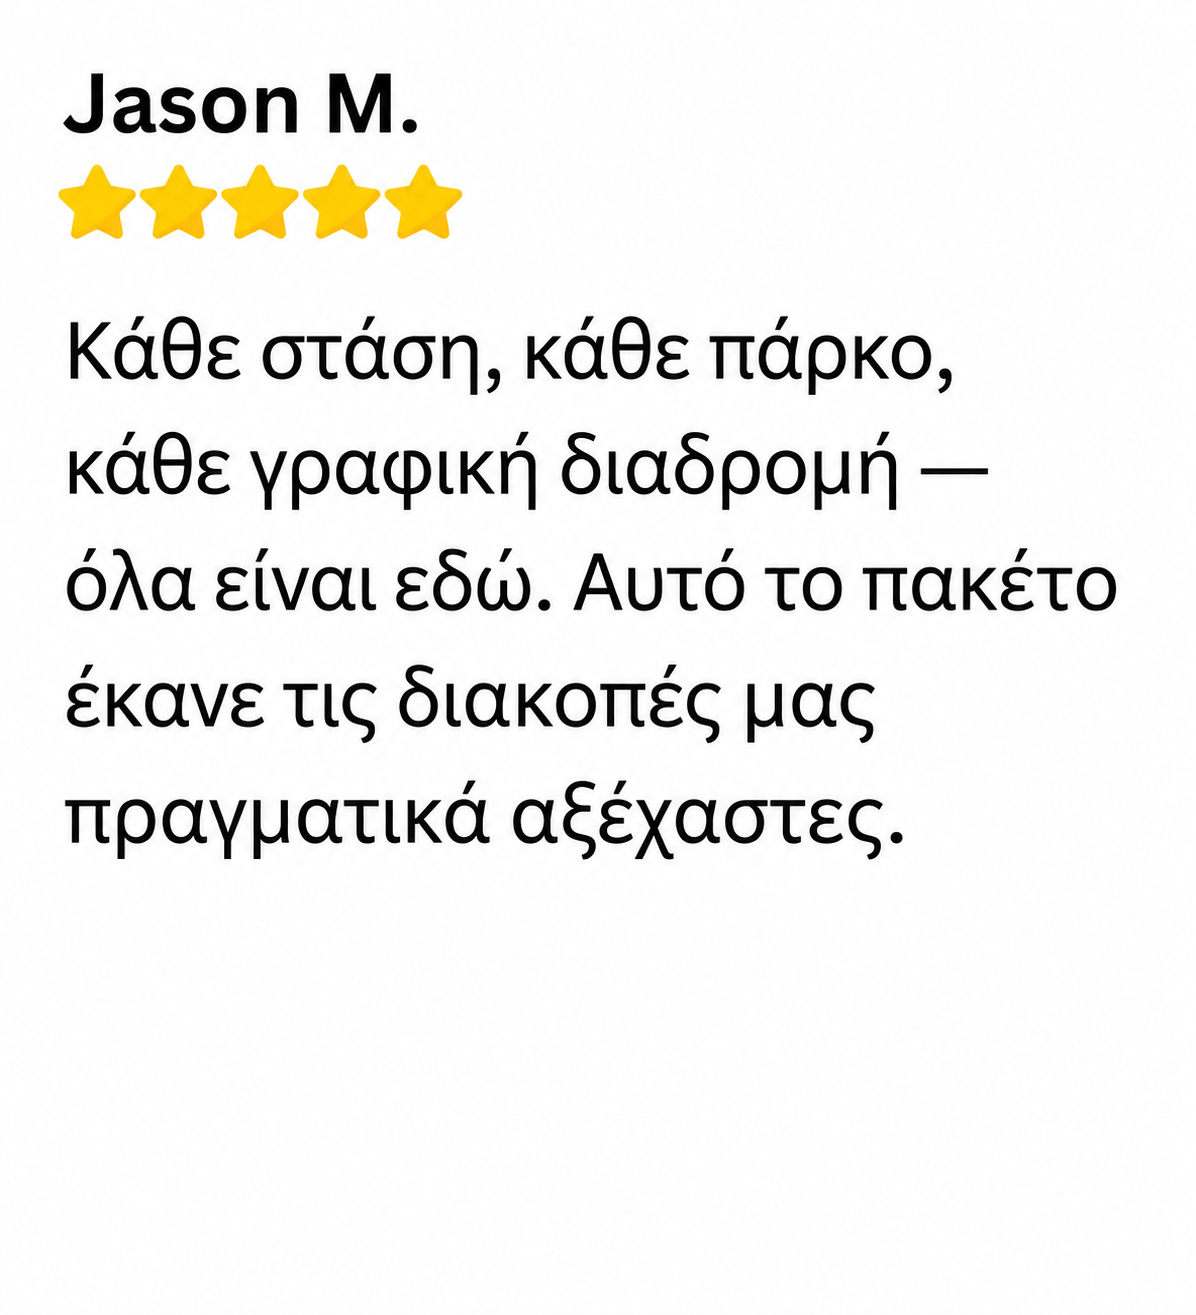 Jason M.
⭐⭐⭐⭐⭐
Κάθε στάση, κάθε πάρκο,
κάθε γραφική διαδρομή —
όλα είναι εδώ. Αυτό το πακέτο
έκανε τις διακοπές μας
πραγματικά αξέχαστες.